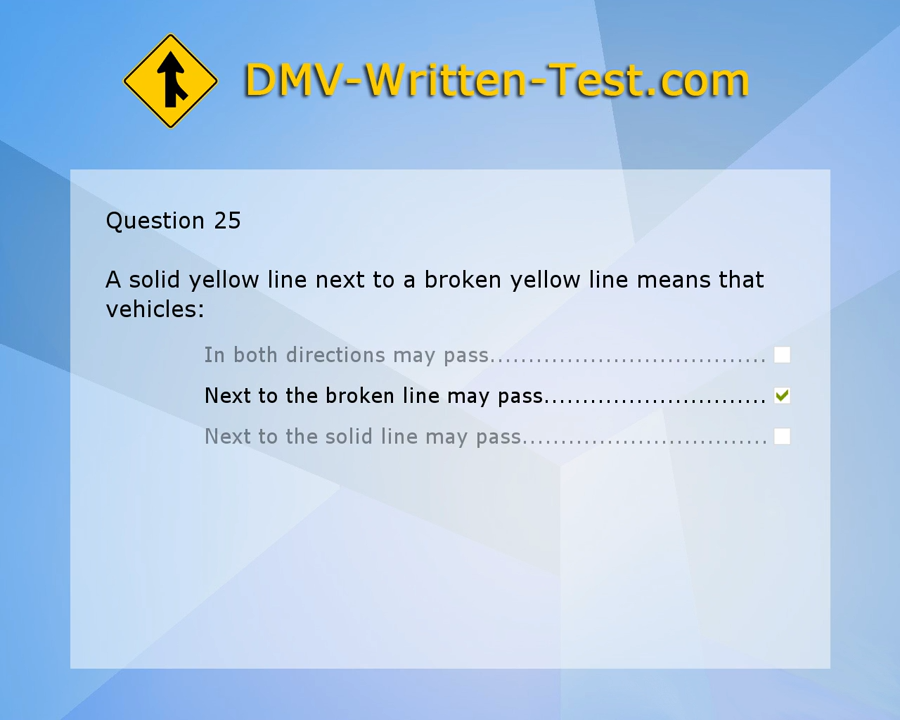 DMV-Written-Test.com
Question 25
A solid yellow line next to a broken yellow line means that
vehicles:
In both directions may pass....................................
Next to the broken line may pass.............................
Next to the solid line may pass................................